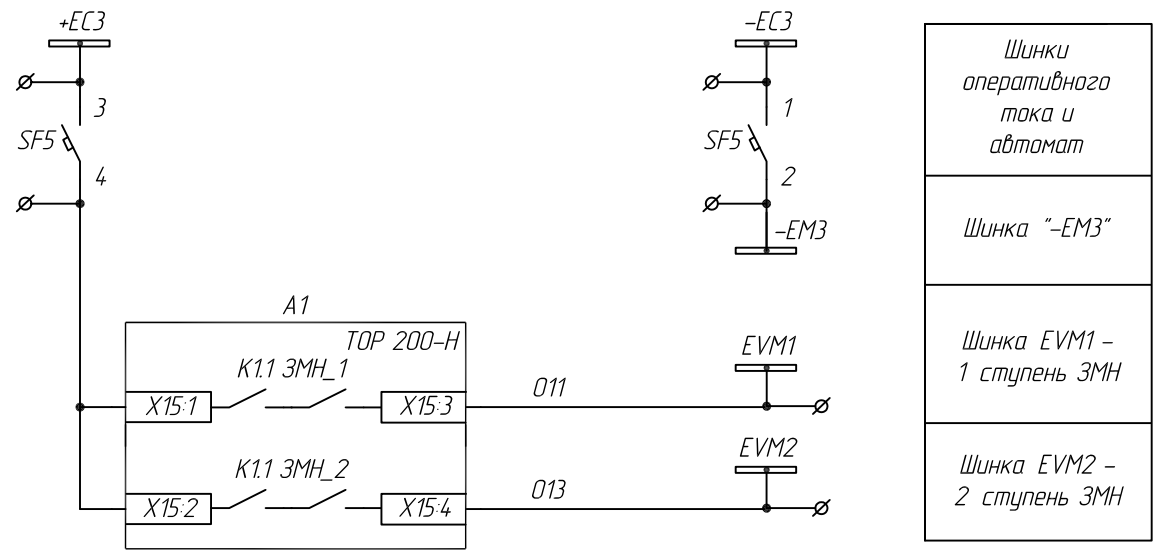 +EC3
-EC3
3
1
SF5
SF5
4
2
-EM3
A1
ТОР 200-Н
K1.1 ЗМН_1
X15:1
X15:3
011
EVM1
K1.1 ЗМН_2
X15:2
X15:4
013
EVM2
Шинки
оперативного
тока и
автомат
Шинка "-EM3"
Шинка EVM1 -
1 ступень ЗМН
Шинка EVM2 -
2 ступень ЗМН